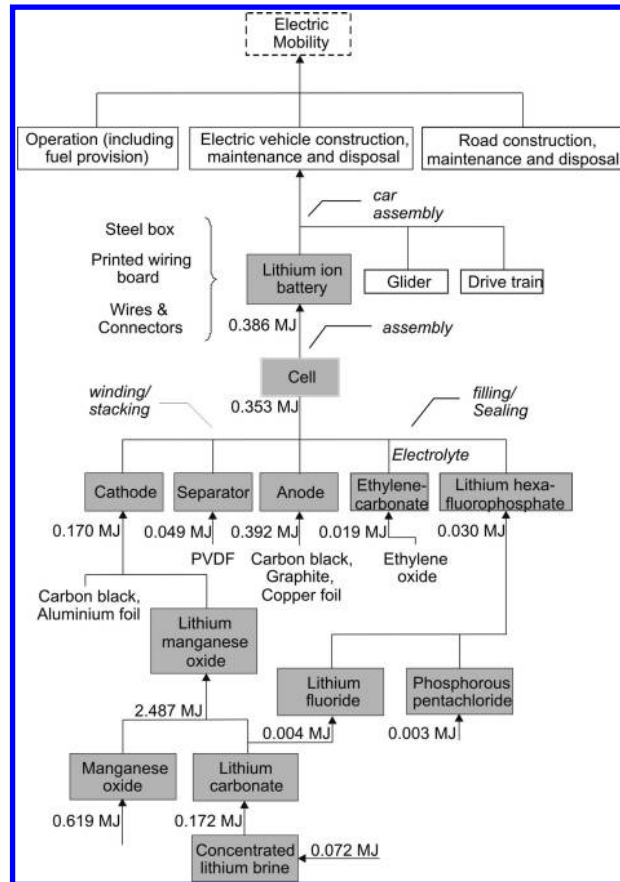 Electric
Mobility
Operation (including
fuel provision)
Electric vehicle construction,
maintenance and disposal
Road construction,
maintenance and disposal
car
assembly
Steel box
Printed wiring
board
Wires &
Connectors
Lithium ion
battery
Glider
Drive train
0.386 MJ
assembly
Cell
0.353 MJ
winding/
stacking
filling/
Sealing
Electrolyte
Cathode
Separator
Anode
Ethylene-
carbonate
Lithium hexa-
fluorophosphate
0.170 MJ
0.049 MJ
0.392 MJ
0.019 MJ
0.030 MJ
PVDF
Carbon black,
Graphite,
Copper foil
Ethylene
oxide
Carbon black,
Aluminium foil
Lithium
manganese
oxide
Lithium
fluoride
Phosphorous
pentachloride
2.487 MJ
0.004 MJ
0.003 MJ
Manganese
oxide
Lithium
carbonate
0.619 MJ
0.172 MJ
Concentrated
lithium brine
0.072 MJ